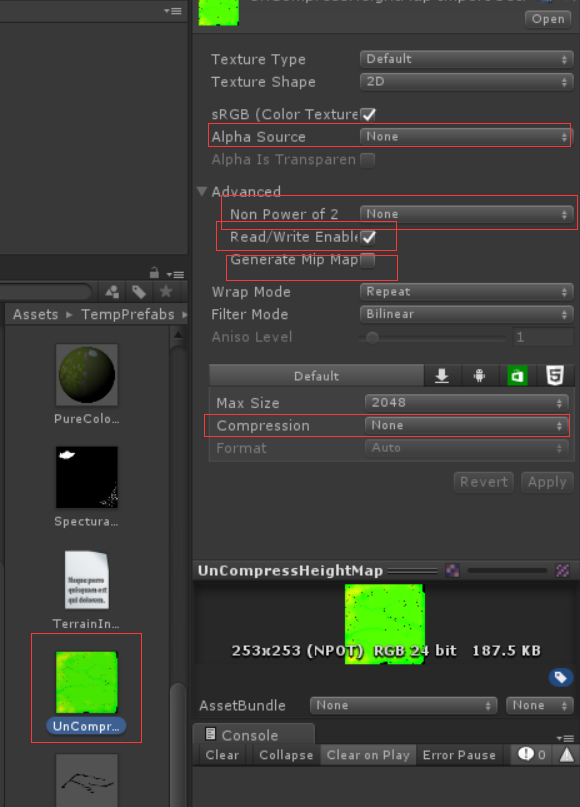 Open
Texture Type Default
Texture Shape 2D
sRGB (Color Texture
Alpha Source None
Alpha Is Transparen
Advanced
Non Power of 2 None
Read/Write Enable
Generate Mip Map
Wrap Mode Repeat
Filter Mode Bilinear
Aniso Level 1
Default
Max Size 2048
Compression None
Format Auto
Revert Apply
Assets TempPrefabs
PureColo...
Spectura...
TerrainIn...
UnCompr...
UnCompressHeightMap
253x253 (NPOT) RGB 24 bit 187.5 KB
AssetBundle None None
Console
Clear Collapse Clear on Play Error Pause 0